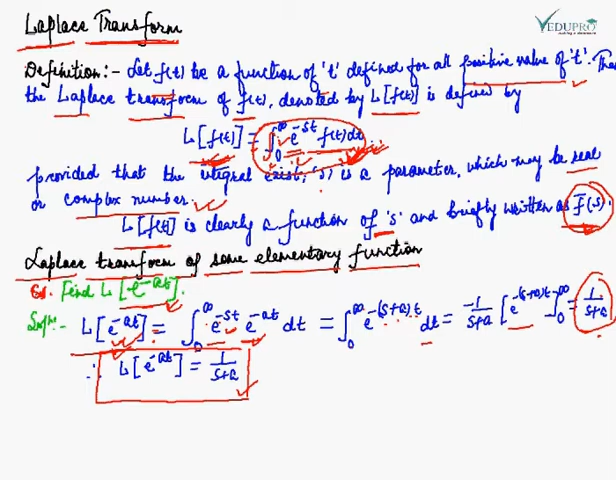 Laplace Transform
VEDUPRO
Definition:- Let f(t) be a function of 't' defined for all positive value of 't'. Then
the Laplace transform of f(t), denoted by L[f(t)] is defined by
L[f(t)] = ∫₀^∞ e^{-st} f(t) dt
provided that the integral exist, 's' is a parameter, which may be real
or complex number.
L[f(t)] is clearly a function of 's' and briefly written as f̄(s).
Laplace transform of some elementary function
Find L[e^{-at}].
Soln:- L[e^{-at}] = ∫₀^∞ e^{-st} e^{-at} dt = ∫₀^∞ e^{-(s+a)t} dt = -1/(s+a) [e^{-(s+a)t}]₀^∞ = 1/(s+a)
∴ L[e^{-at}] = 1/(s+a)